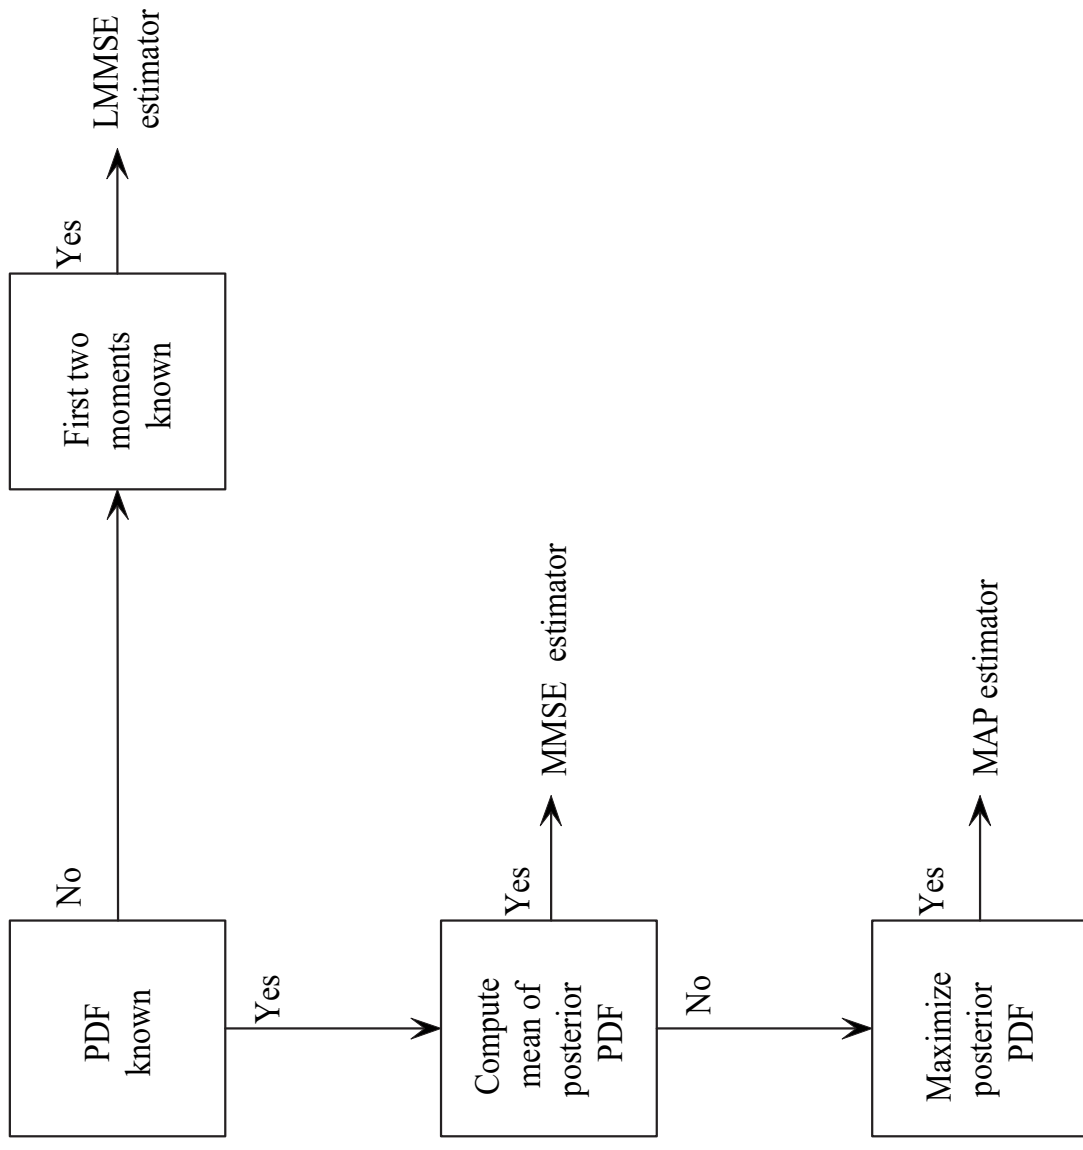 PDF
known
No
Yes
First two
moments
known
Yes
LMMSE
estimator
Compute
mean of
posterior
PDF
Yes
MMSE estimator
No
Maximize
posterior
PDF
Yes
MAP estimator